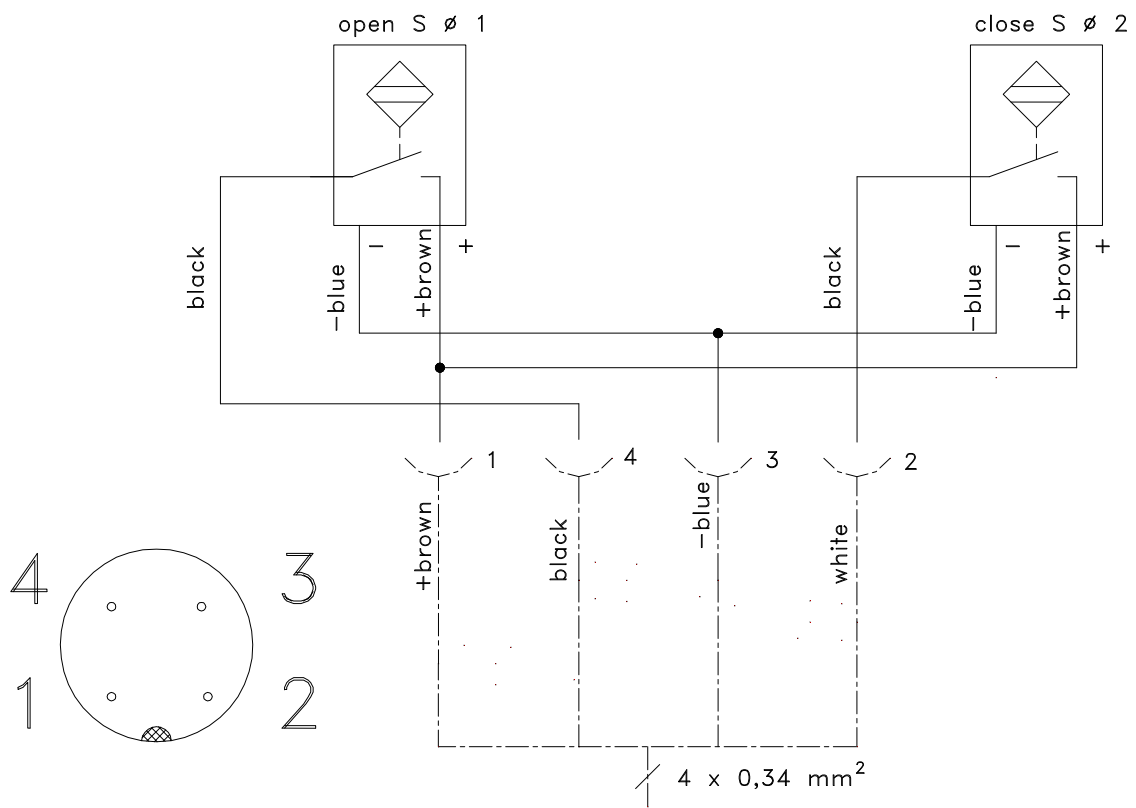 open S ø 1
close S ø 2
- +
- +
black
-blue
+brown
black
-blue
+brown
1
4
3
2
+brown
black
-blue
white
4
3
1
2
4 x 0,34 mm²